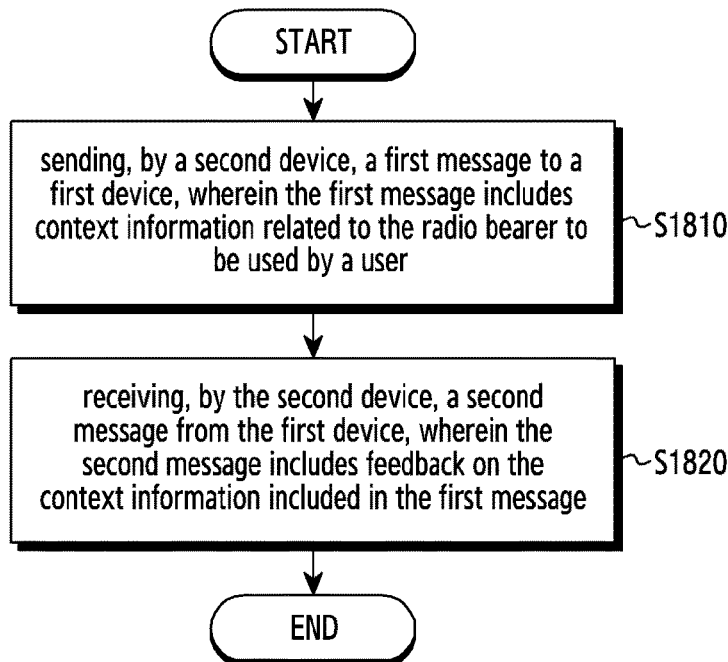 START
sending, by a second device, a first message to a
first device, wherein the first message includes
context information related to the radio bearer to
be used by a user
S1810
receiving, by the second device, a second
message from the first device, wherein the
second message includes feedback on the
context information included in the first message
S1820
END